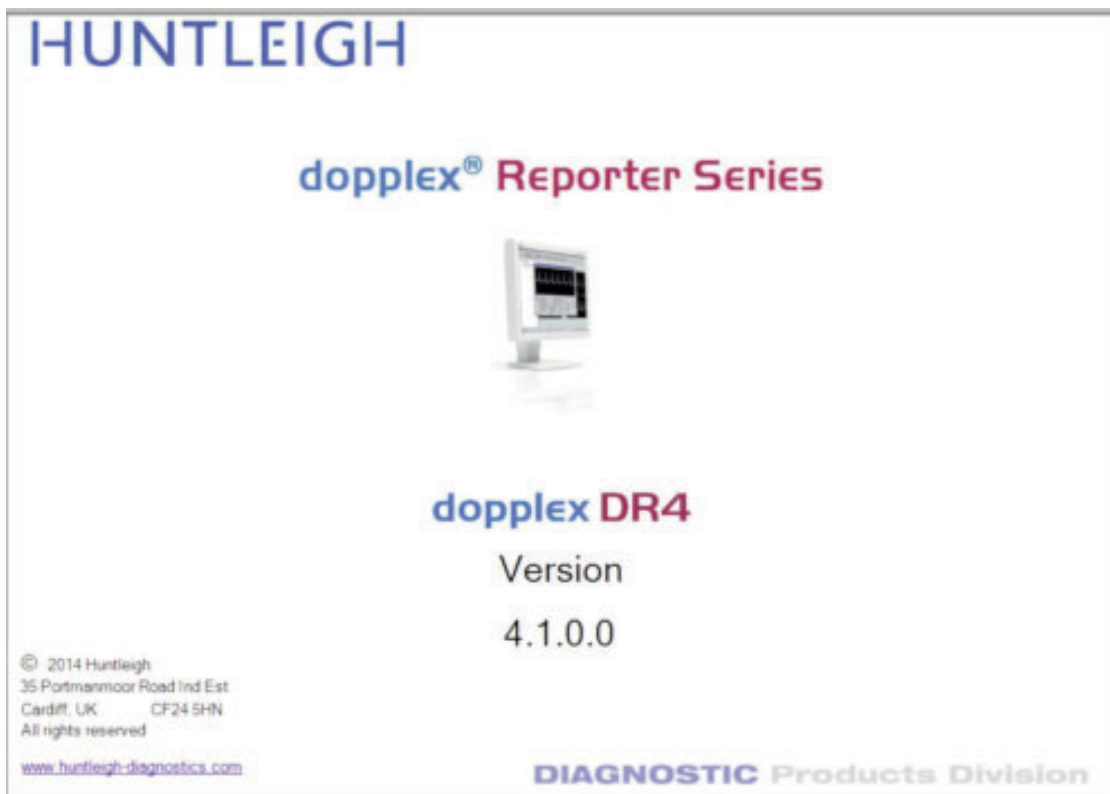 HUNTLEIGH
dopplex® Reporter Series
dopplex DR4
Version
4.1.0.0
© 2014 Huntleigh
35 Portmanmoor Road Ind Est
Cardiff, UK CF24 5HN
All rights reserved
www.huntleigh-diagnostics.com
DIAGNOSTIC Products Division